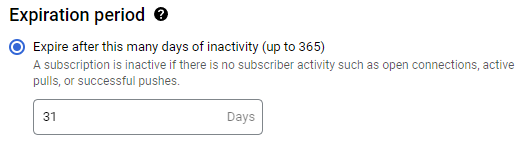 Expiration period ?
Expire after this many days of inactivity (up to 365)
A subscription is inactive if there is no subscriber activity such as open connections, active
pulls, or successful pushes.
31 Days